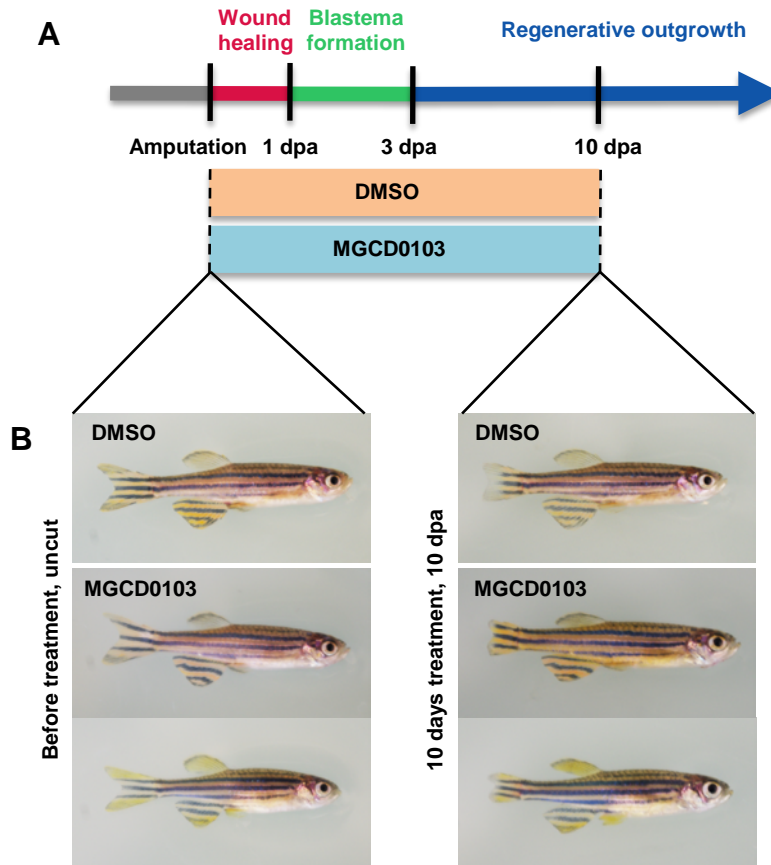 A
Wound
healing
Blastema
formation
Regenerative outgrowth
Amputation
1 dpa
3 dpa
10 dpa
DMSO
MGCD0103
B
Before treatment, uncut
DMSO
MGCD0103
10 days treatment, 10 dpa
DMSO
MGCD0103